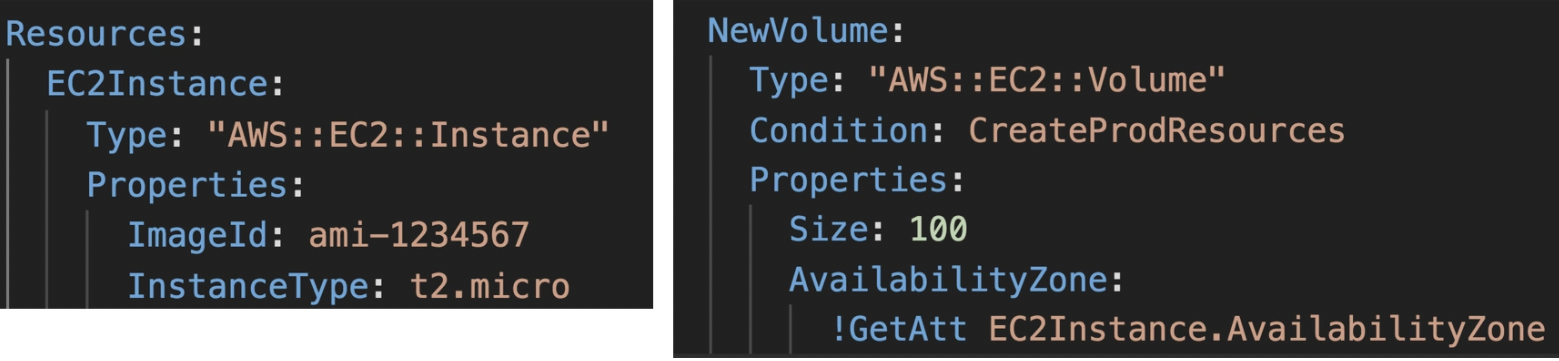 Resources:
  EC2Instance:
    Type: "AWS::EC2::Instance"
    Properties:
      ImageId: ami-1234567
      InstanceType: t2.micro
NewVolume:
  Type: "AWS::EC2::Volume"
  Condition: CreateProdResources
  Properties:
    Size: 100
    AvailabilityZone:
      !GetAtt EC2Instance.AvailabilityZone